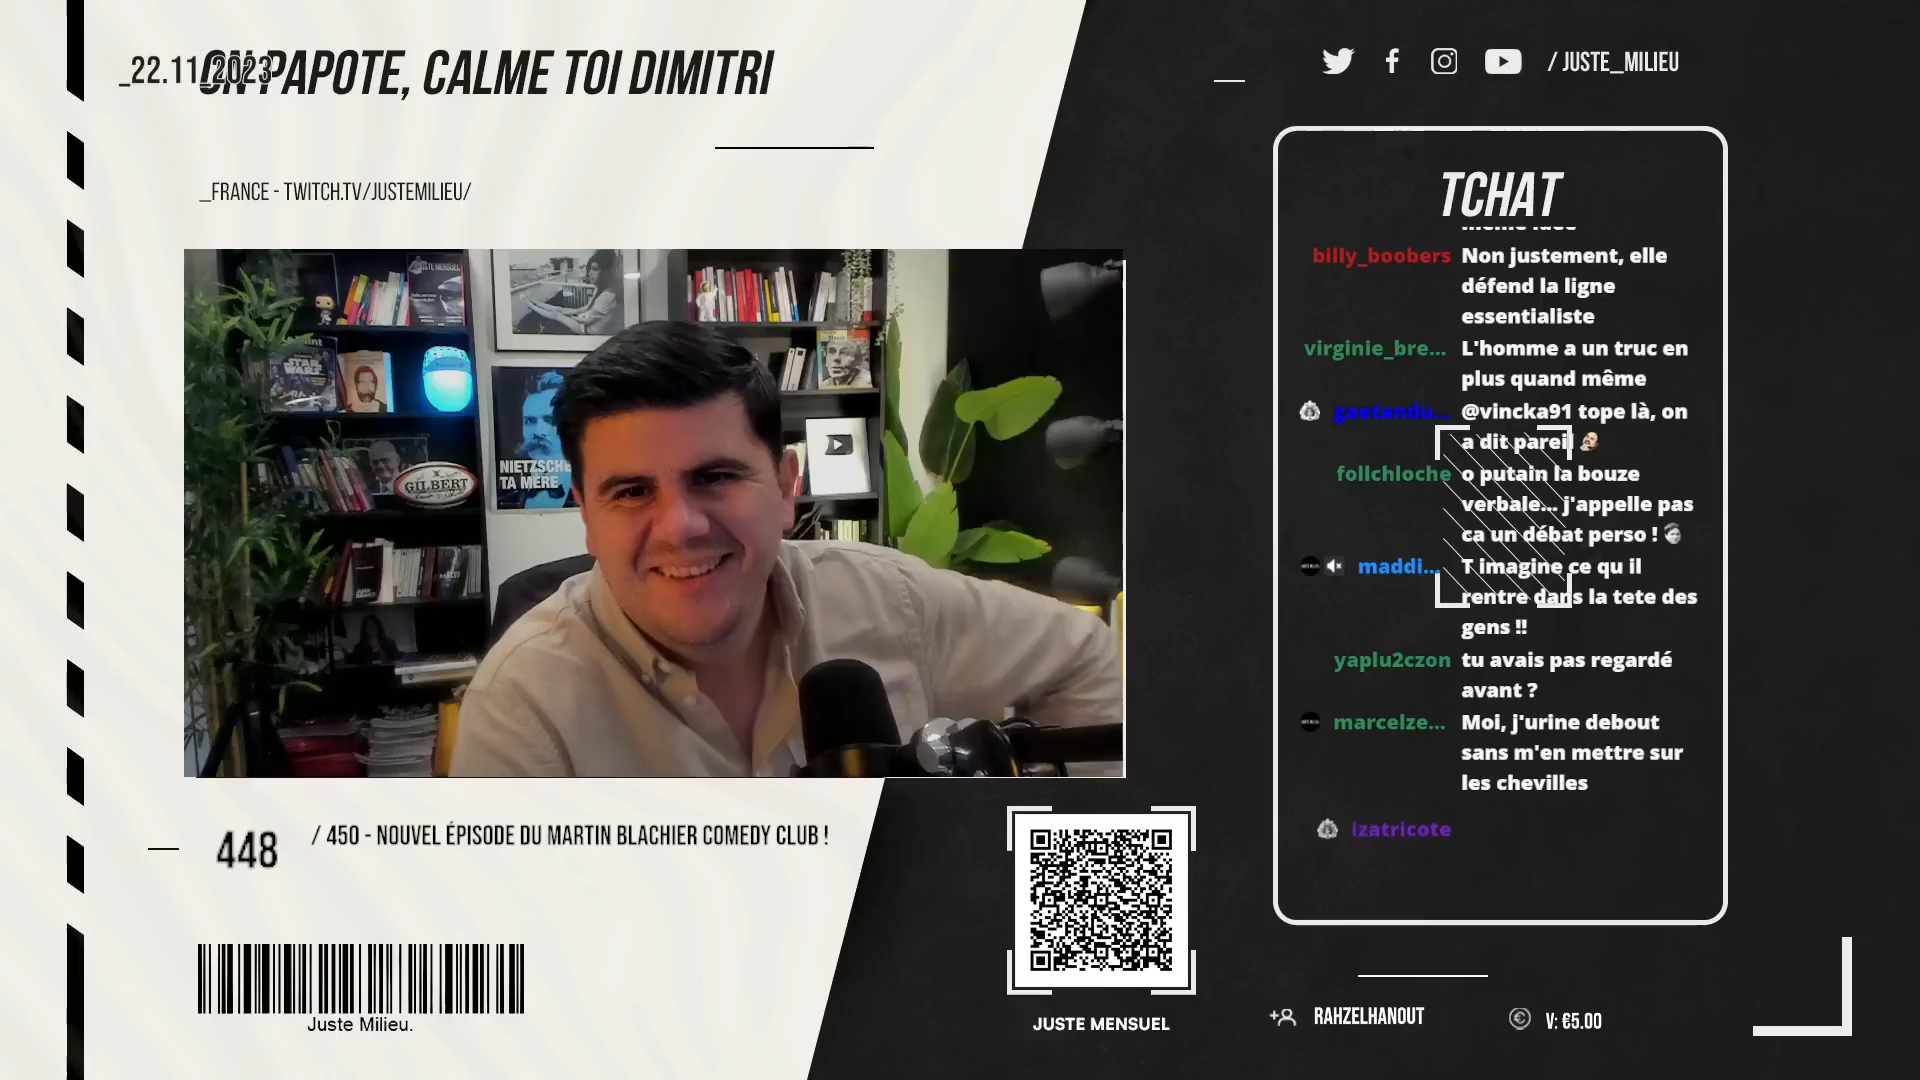 _22.11_2023
ON PAPOTE, CALME TOI DIMITRI
_FRANCE - TWITCH.TV/JUSTEMILIEU/
/ JUSTE_MILIEU
TCHAT
billy_boobers Non justement, elle
défend la ligne
essentialiste
virginie_bre... L'homme a un truc en
plus quand même
gaetandu... @vincka91 tope là, on
a dit pareil
follchloche o putain la bouze
verbale... j'appelle pas
ca un débat perso !
maddi... T imagine ce qu il
rentre dans la tete des
gens !!
yaplu2czon tu avais pas regardé
avant ?
marcelze... Moi, j'urine debout
sans m'en mettre sur
les chevilles
izatricote
JUSTE MENSUEL
STAR WARS
NIETZSCHE
TA MÈRE
GILBERT
448
/ 450 - NOUVEL ÉPISODE DU MARTIN BLACHIER COMEDY CLUB !
Juste Milieu.
JUSTE MENSUEL
RAHZELHANOUT
V: €5.00